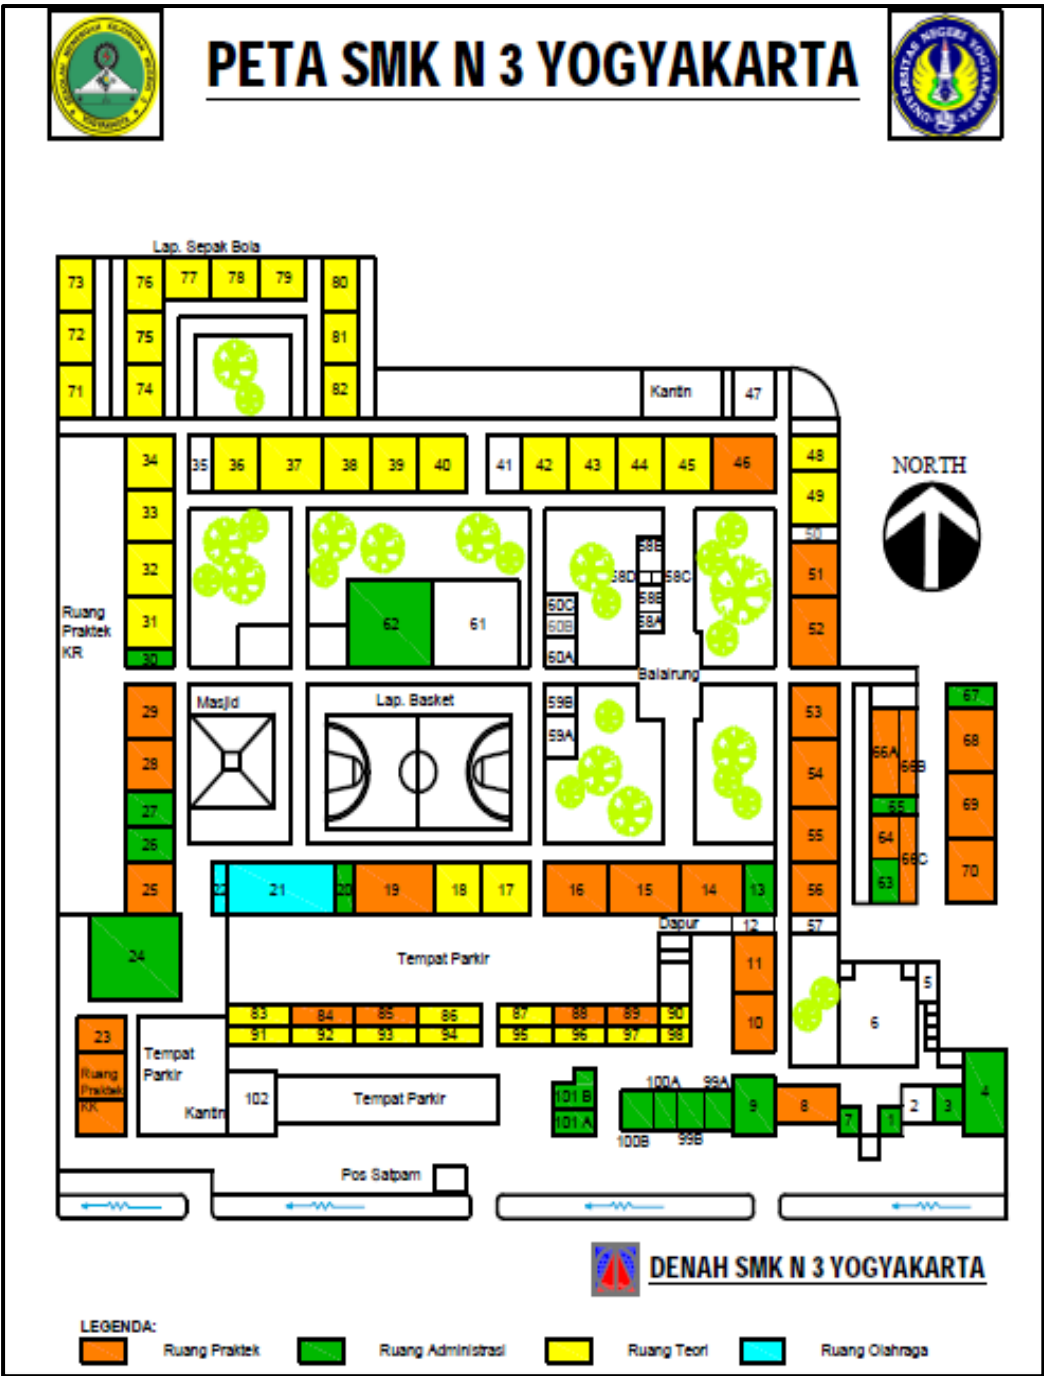 PETA SMK N 3 YOGYAKARTA
Lap. Sepak Bola
73 76 77 78 79 80
72 75 81
71 74 82
Kantin 47
34 35 36 37 38 39 40 41 42 43 44 45 46 48
NORTH
33 49
50
32 58E 51
58D 58C
31 62 61 60C 58B 52
60B 58A
Ruang
Praktek
KR
30 60A
Balairung
29 Masjid Lap. Basket 59B 53 67
28 59A 54 66A 66B 68
27 65 69
26 55 64 66C
25 22 21 20 19 18 17 16 15 14 13 56 63 70
Dapur 12 57
24 Tempat Parkir 11
5
83 84 85 86 87 88 89 90 10 6
91 92 93 94 95 96 97 98
23
Tempat
Parkir
Ruang
Praktek
KK
Kantin 102 Tempat Parkir 101 B 100A 99A 9 8 2 3 4
101 A 7 1
100B 99B
Pos Satpam
DENAH SMK N 3 YOGYAKARTA
LEGENDA:
Ruang Praktek Ruang Administrasi Ruang Teori Ruang Olahraga